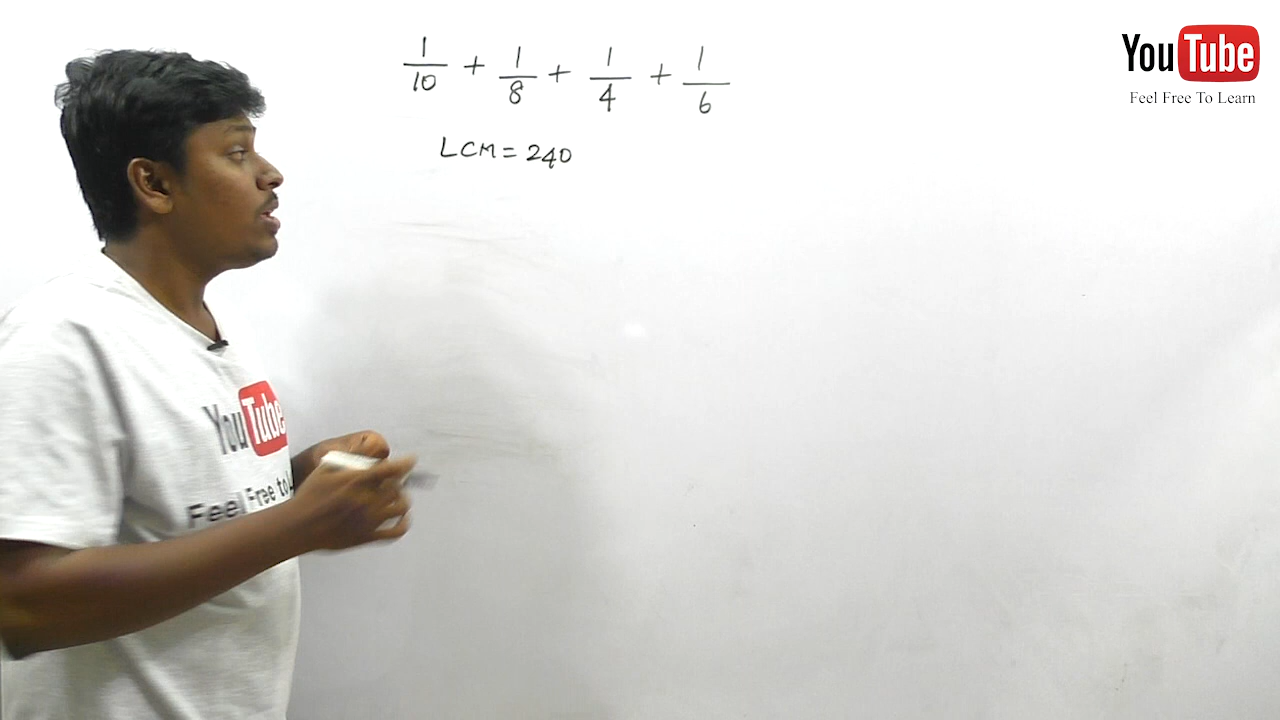 1/10 + 1/8 + 1/4 + 1/6
LCM = 240
YouTube
Feel Free To Learn
YouTube
Feel Free to